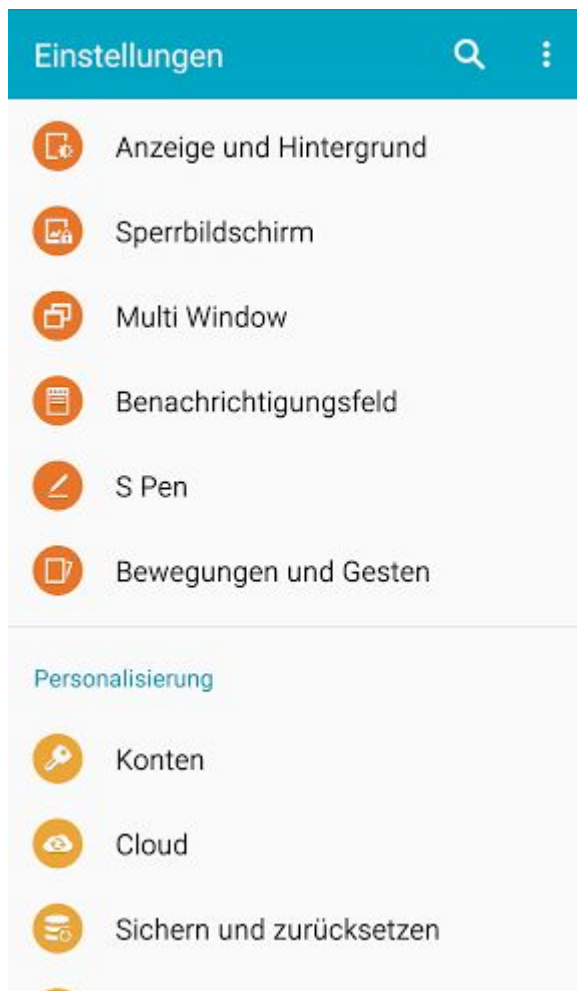 Einstellungen
Anzeige und Hintergrund
Sperrbildschirm
Multi Window
Benachrichtigungsfeld
S Pen
Bewegungen und Gesten
Personalisierung
Konten
Cloud
Sichern und zurücksetzen